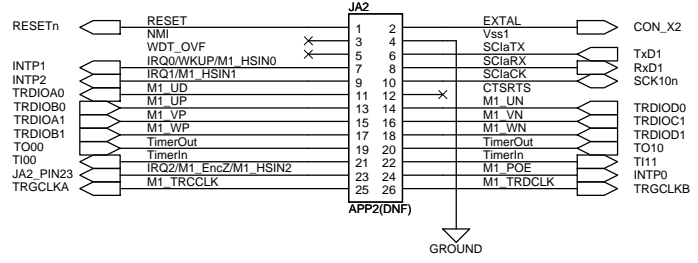 JA2
RESETn RESET 1 2 EXTAL CON_X2
NMI 3 4 Vss1
WDT_OVF 5 6 SCIaTX TxD1
INTP1 IRQ0/WKUP/M1_HSIN0 7 8 SCIaRX RxD1
INTP2 IRQ1/M1_HSIN1 9 10 SCIaCK SCK10n
TRDIOA0 M1_UD 11 12 CTSRTS
TRDIOB0 M1_UP 13 14 M1_UN TRDIOD0
TRDIOA1 M1_VP 15 16 M1_VN TRDIOC1
TRDIOB1 M1_WP 17 18 M1_WN TRDIOD1
TO00 TimerOut 19 20 TimerOut TO10
TI00 TimerIn 21 22 TimerIn TI11
JA2_PIN23 IRQ2/M1_EncZ/M1_HSIN2 23 24 M1_POE INTP0
TRGCLKA M1_TRCCLK 25 26 M1_TRDCLK TRGCLKB
APP2(DNF)
GROUND